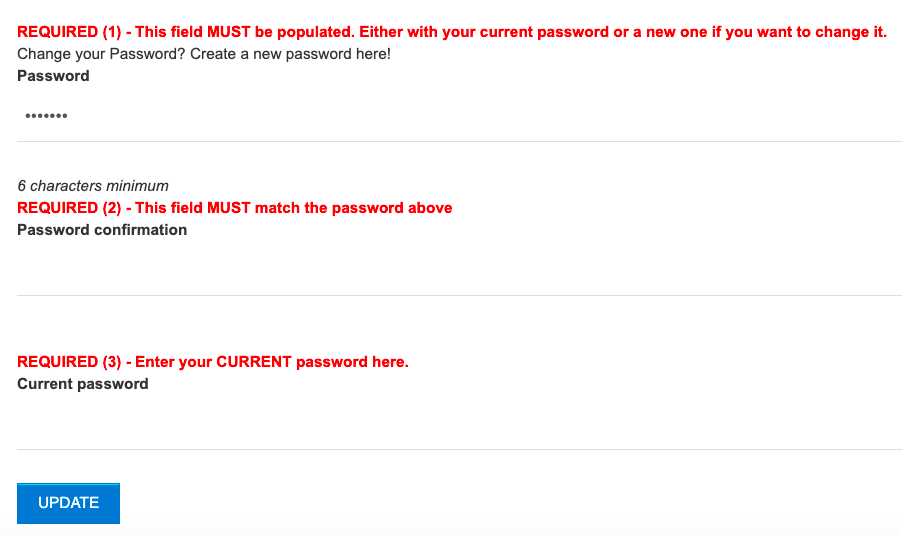 REQUIRED (1) - This field MUST be populated. Either with your current password or a new one if you want to change it.
Change your Password? Create a new password here!
Password
•••••••
6 characters minimum
REQUIRED (2) - This field MUST match the password above
Password confirmation
REQUIRED (3) - Enter your CURRENT password here.
Current password
UPDATE